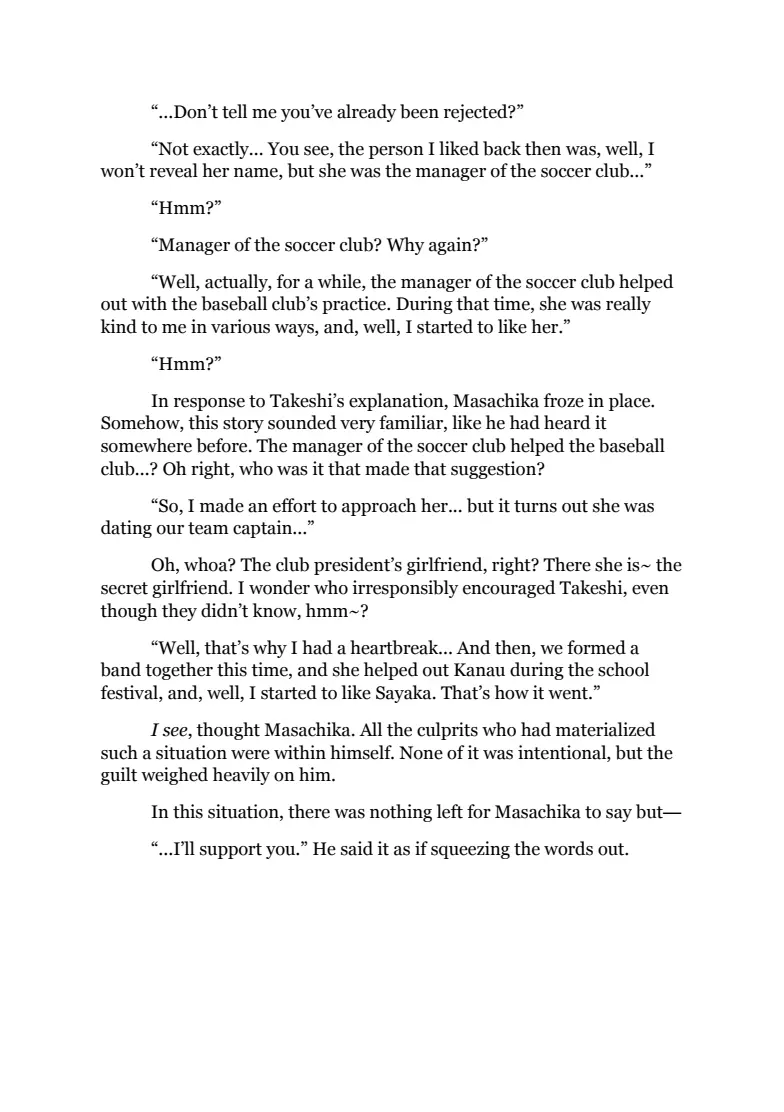 “...Don’t tell me you’ve already been rejected?”
“Not exactly... You see, the person I liked back then was, well, I
won’t reveal her name, but she was the manager of the soccer club...”
“Hmm?”
“Manager of the soccer club? Why again?”
“Well, actually, for a while, the manager of the soccer club helped
out with the baseball club’s practice. During that time, she was really
kind to me in various ways, and, well, I started to like her.”
“Hmm?”
In response to Takeshi’s explanation, Masachika froze in place.
Somehow, this story sounded very familiar, like he had heard it
somewhere before. The manager of the soccer club helped the baseball
club...? Oh right, who was it that made that suggestion?
“So, I made an effort to approach her... but it turns out she was
dating our team captain...”
Oh, whoa? The club president’s girlfriend, right? There she is~ the
secret girlfriend. I wonder who irresponsibly encouraged Takeshi, even
though they didn’t know, hmm~?
“Well, that’s why I had a heartbreak... And then, we formed a
band together this time, and she helped out Kanau during the school
festival, and, well, I started to like Sayaka. That’s how it went.”
I see, thought Masachika. All the culprits who had materialized
such a situation were within himself. None of it was intentional, but the
guilt weighed heavily on him.
In this situation, there was nothing left for Masachika to say but—
“...I’ll support you.” He said it as if squeezing the words out.